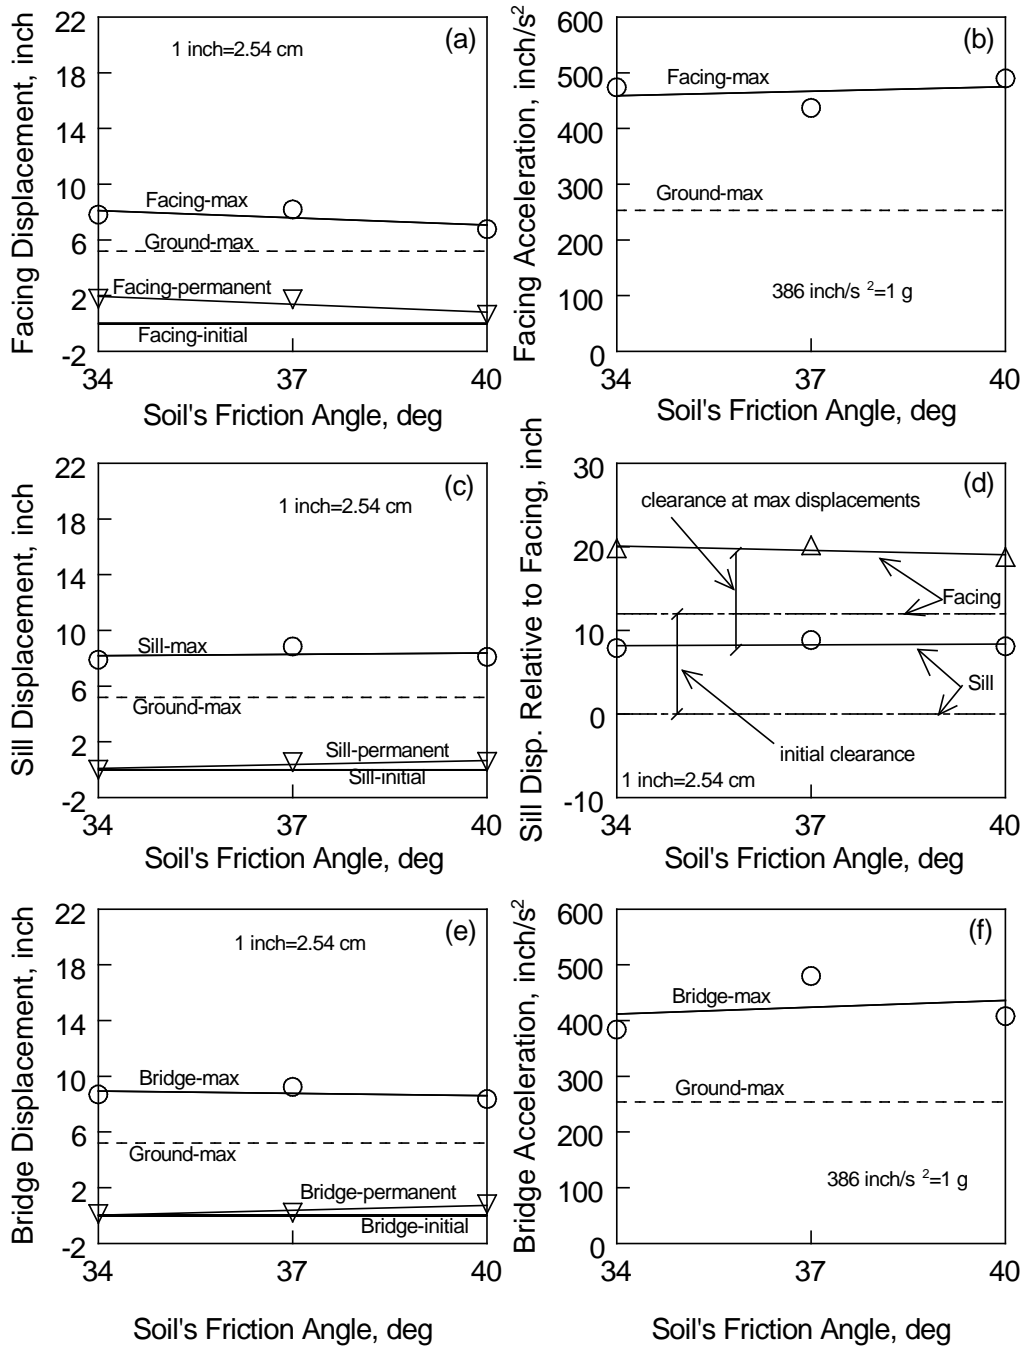 Facing Displacement, inch
22
18
14
10
6
2
-2
(a)
1 inch=2.54 cm
Facing-max
Ground-max
Facing-permanent
Facing-initial
34
37
40
Soil's Friction Angle, deg
Facing Acceleration, inch/s²
600
500
400
300
200
100
0
(b)
Facing-max
Ground-max
386 inch/s ²=1 g
34
37
40
Soil's Friction Angle, deg
Sill Displacement, inch
22
18
14
10
6
2
-2
(c)
1 inch=2.54 cm
Sill-max
Ground-max
Sill-permanent
Sill-initial
34
37
40
Soil's Friction Angle, deg
Sill Disp. Relative to Facing, inch
30
20
10
0
-10
(d)
clearance at max displacements
Facing
Sill
initial clearance
1 inch=2.54 cm
34
37
40
Soil's Friction Angle, deg
Bridge Displacement, inch
22
18
14
10
6
2
-2
(e)
1 inch=2.54 cm
Bridge-max
Ground-max
Bridge-permanent
Bridge-initial
34
37
40
Soil's Friction Angle, deg
Bridge Acceleration, inch/s²
600
500
400
300
200
100
0
(f)
Bridge-max
Ground-max
386 inch/s ²=1 g
34
37
40
Soil's Friction Angle, deg